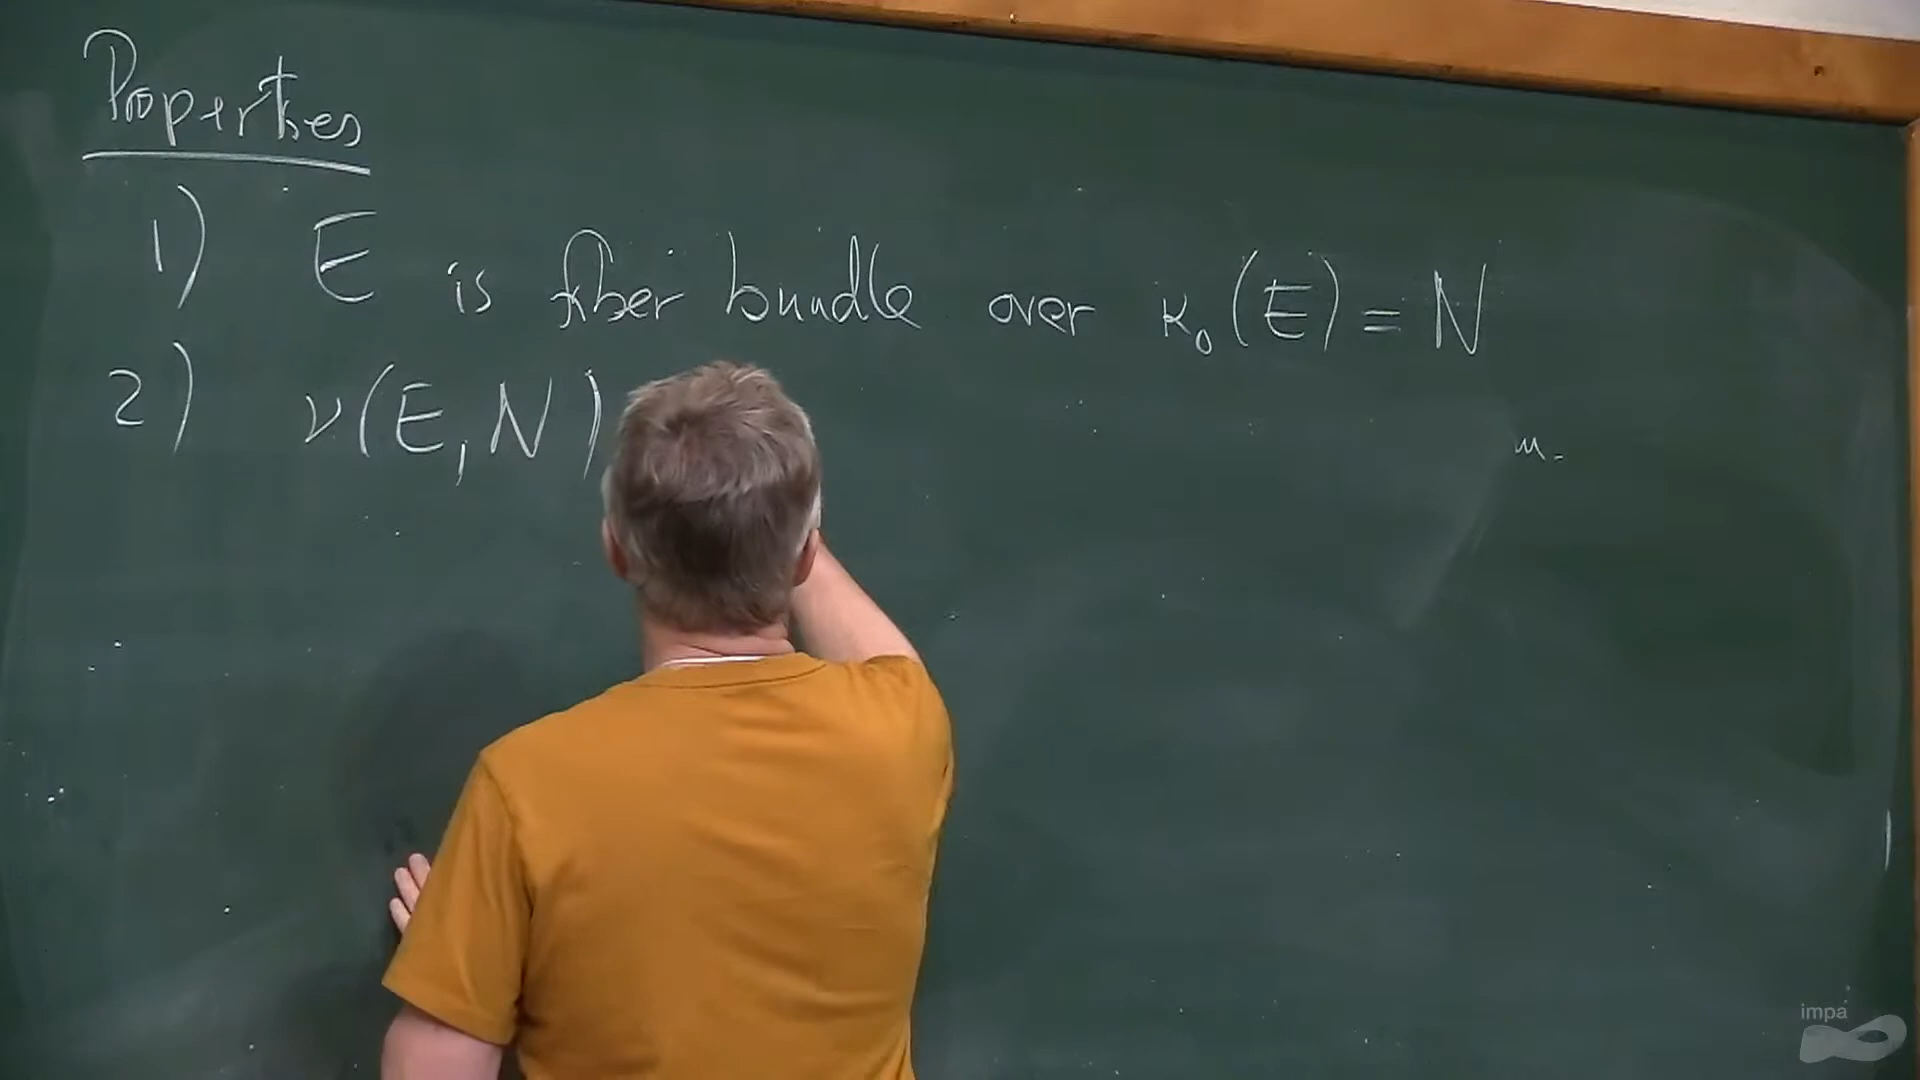 Properties
1) E is fiber bundle over κ₀(E) = N
2) ν(E, N)
m.
impa